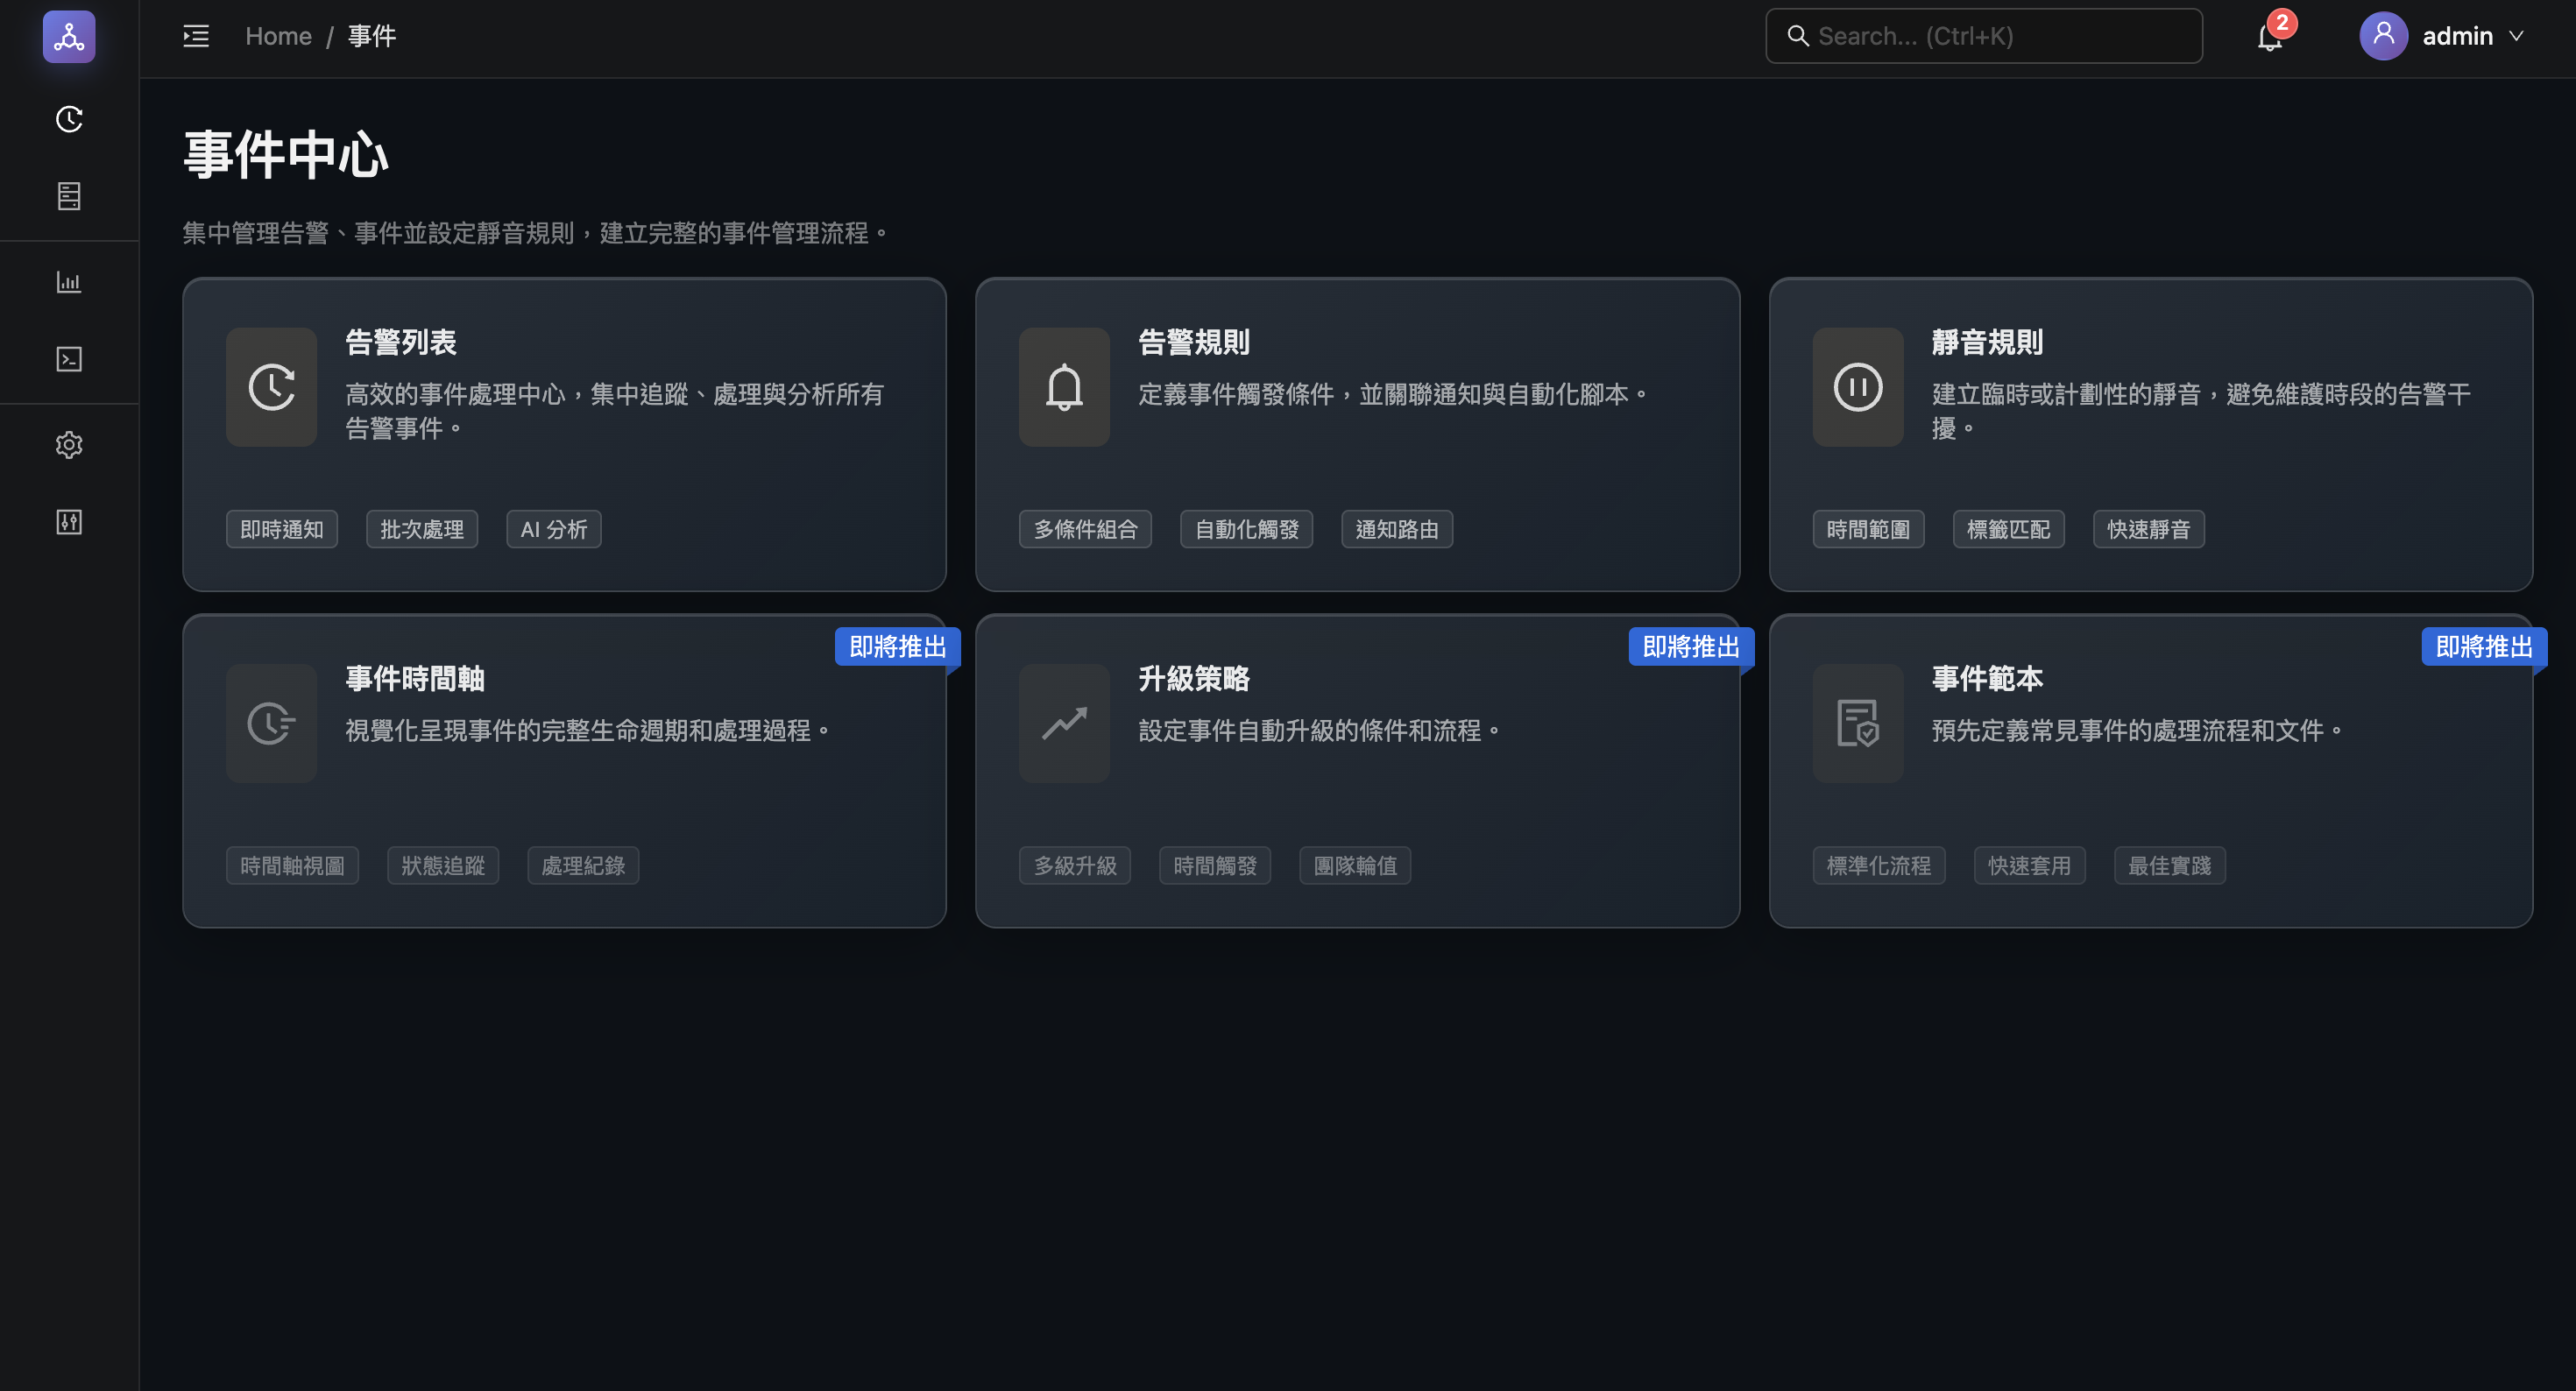 Home / 事件
Search... (Ctrl+K)
2
admin
事件中心
集中管理告警、事件並設定靜音規則，建立完整的事件管理流程。
告警列表
高效的事件處理中心，集中追蹤、處理與分析所有
告警事件。
即時通知 批次處理 AI 分析
告警規則
定義事件觸發條件，並關聯通知與自動化腳本。
多條件組合 自動化觸發 通知路由
靜音規則
建立臨時或計劃性的靜音，避免維護時段的告警干
擾。
時間範圍 標籤匹配 快速靜音
即將推出
事件時間軸
視覺化呈現事件的完整生命週期和處理過程。
時間軸視圖 狀態追蹤 處理紀錄
即將推出
升級策略
設定事件自動升級的條件和流程。
多級升級 時間觸發 團隊輪值
即將推出
事件範本
預先定義常見事件的處理流程和文件。
標準化流程 快速套用 最佳實踐